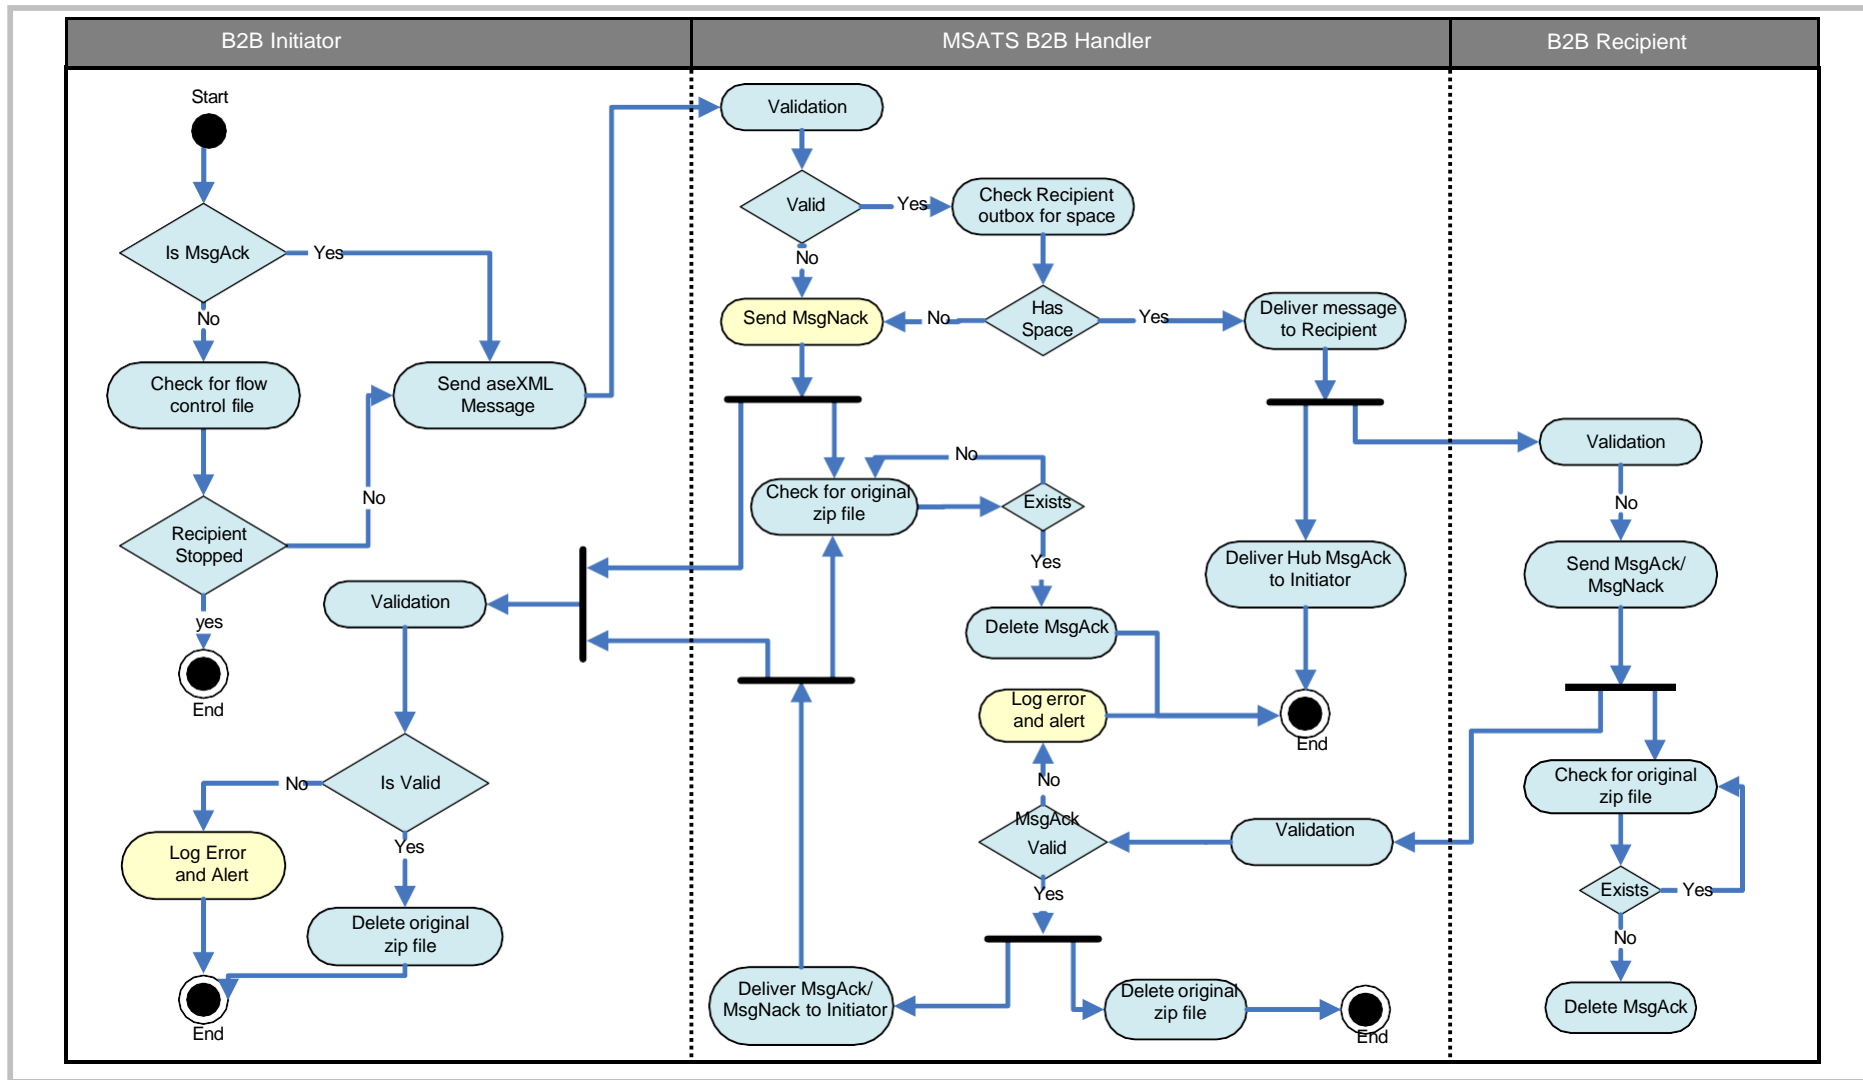 B2B Initiator
MSATS B2B Handler
B2B Recipient
Start
Is MsgAck
Yes
No
Check for flow
control file
Send aseXML
Message
No
Recipient
Stopped
yes
End
Validation
Is Valid
No
Yes
Log Error
and Alert
Delete original
zip file
End
Validation
Valid
Yes
Check Recipient
outbox for space
No
Send MsgNack
No
Has
Space
Yes
Deliver message
to Recipient
No
Check for original
zip file
Exists
Yes
Deliver Hub MsgAck
to Initiator
Delete MsgAck
Log error
and alert
End
No
MsgAck
Valid
Validation
Yes
Deliver MsgAck/
MsgNack to Initiator
Delete original
zip file
End
Validation
No
Send MsgAck/
MsgNack
Check for original
zip file
Exists
Yes
No
Delete MsgAck